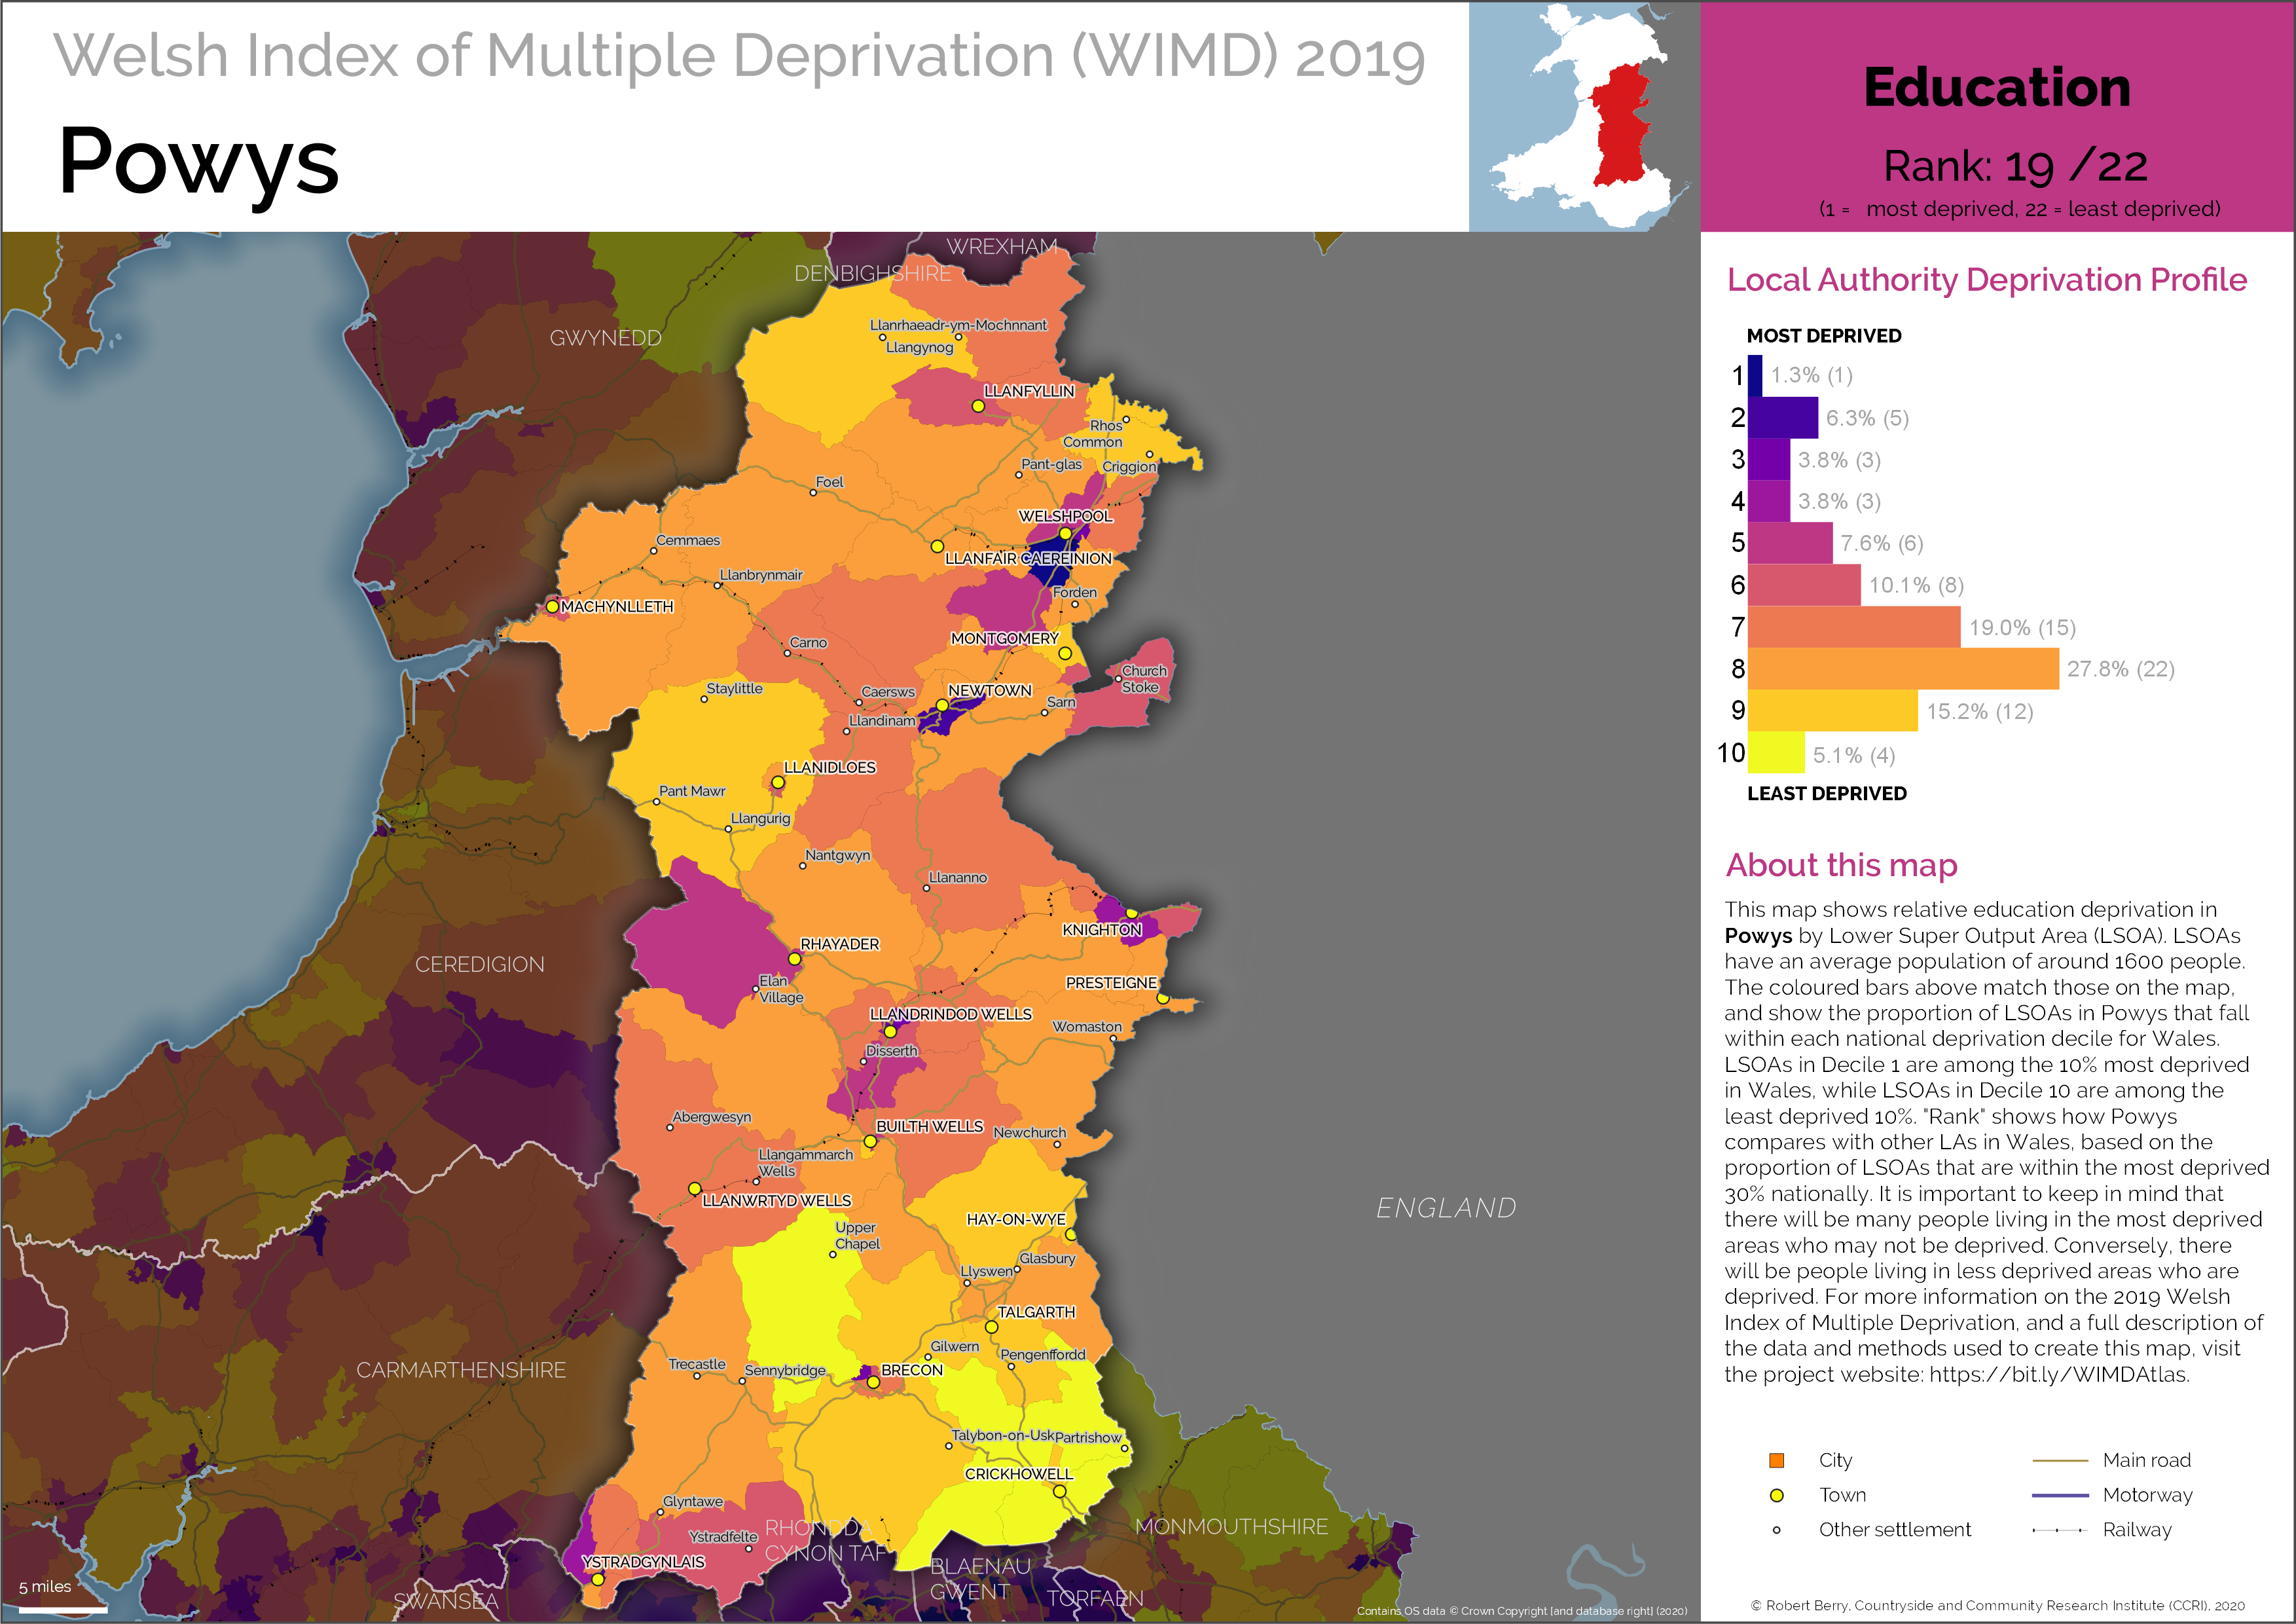 Welsh Index of Multiple Deprivation (WIMD) 2019
Powys
Education
Rank: 19 /22
(1 = most deprived, 22 = least deprived)
Local Authority Deprivation Profile
MOST DEPRIVED
1 1.3% (1)
2 6.3% (5)
3 3.8% (3)
4 3.8% (3)
5 7.6% (6)
6 10.1% (8)
7 19.0% (15)
8 27.8% (22)
9 15.2% (12)
10 5.1% (4)
LEAST DEPRIVED
About this map
This map shows relative education deprivation in
Powys by Lower Super Output Area (LSOA). LSOAs
have an average population of around 1600 people.
The coloured bars above match those on the map,
and show the proportion of LSOAs in Powys that fall
within each national deprivation decile for Wales.
LSOAs in Decile 1 are among the 10% most deprived
in Wales, while LSOAs in Decile 10 are among the
least deprived 10%. "Rank" shows how Powys
compares with other LAs in Wales, based on the
proportion of LSOAs that are within the most deprived
30% nationally. It is important to keep in mind that
there will be many people living in the most deprived
areas who may not be deprived. Conversely, there
will be people living in less deprived areas who are
deprived. For more information on the 2019 Welsh
Index of Multiple Deprivation, and a full description of
the data and methods used to create this map, visit
the project website: https://bit.ly/WIMDAtlas.
City
Town
Other settlement
Main road
Motorway
Railway
© Robert Berry, Countryside and Community Research Institute (CCRI), 2020
WREXHAM
DENBIGHSHIRE
GWYNEDD
Llanrhaeadr-ym-Mochnnant
Llangynog
LLANFYLLIN
Rhos
Common
Criggion
Pant-glas
Foel
WELSHPOOL
Cemmaes
LLANFAIR CAEREINION
Llanbrynmair
Forden
MACHYNLLETH
MONTGOMERY
Carno
Church
Stoke
Staylittle
Caersws
NEWTOWN
Sarn
Llandinam
LLANIDLOES
Pant Mawr
Llangurig
Nantgwyn
Llananno
KNIGHTON
RHAYADER
CEREDIGION
Elan
Village
PRESTEIGNE
LLANDRINDOD WELLS
Womaston
Disserth
Abergwesyn
BUILTH WELLS
Newchurch
Llangammarch
Wells
LLANWRTYD WELLS
ENGLAND
HAY-ON-WYE
Upper
Chapel
Glasbury
Llyswen
TALGARTH
Gilwern
Pengenffordd
Trecastle
Sennybridge
BRECON
CARMARTHENSHIRE
Talybon-on-Usk
Partrishow
CRICKHOWELL
Glyntawe
Ystradfelte
RHONDDA
CYNON TAF
MONMOUTHSHIRE
YSTRADGYNLAIS
BLAENAU
GWENT
TORFAEN
SWANSEA
5 miles
Contains OS data © Crown Copyright [and database right] (2020)